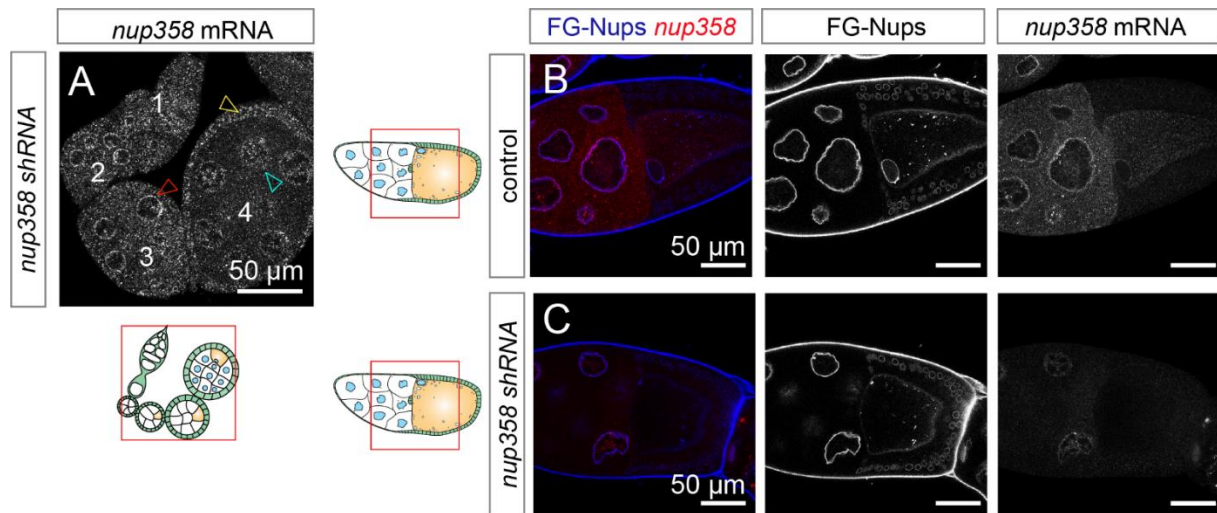 nup358 mRNA
nup358 shRNA
A
1
2
3
4
50 µm
FG-Nups nup358
FG-Nups
nup358 mRNA
control
B
50 µm
nup358 shRNA
C
50 µm